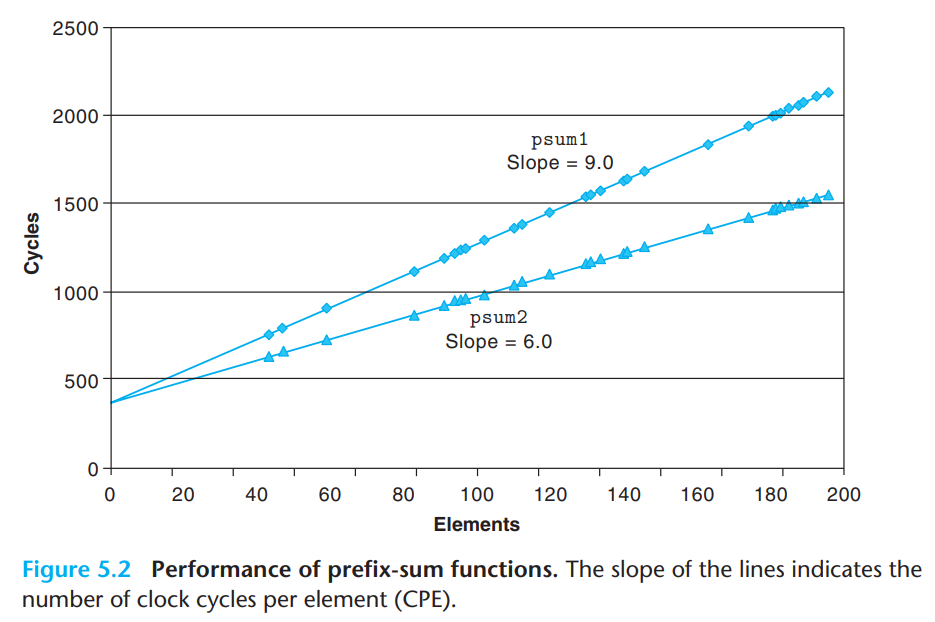 2500
2000
psum1
Slope = 9.0
1500
Cycles
1000
psum2
Slope = 6.0
500
0
0 20 40 60 80 100 120 140 160 180 200
Elements
Figure 5.2 Performance of prefix-sum functions. The slope of the lines indicates the
number of clock cycles per element (CPE).